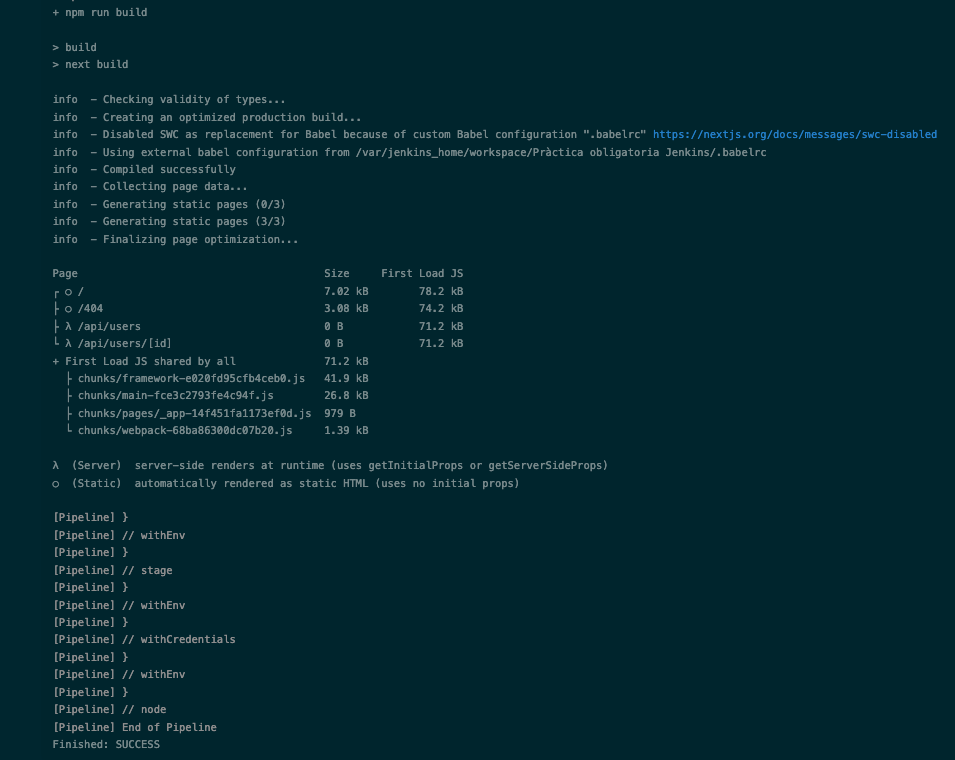 + npm run build
> build
> next build
info  - Checking validity of types...
info  - Creating an optimized production build...
info  - Disabled SWC as replacement for Babel because of custom Babel configuration ".babelrc" https://nextjs.org/docs/messages/swc-disabled
info  - Using external babel configuration from /var/jenkins_home/workspace/Pràctica obligatoria Jenkins/.babelrc
info  - Compiled successfully
info  - Collecting page data...
info  - Generating static pages (0/3)
info  - Generating static pages (3/3)
info  - Finalizing page optimization...
Page                                       Size     First Load JS
┌ ○ /                                      7.02 kB        78.2 kB
├ ○ /404                                   3.08 kB        74.2 kB
├ λ /api/users                             0 B            71.2 kB
└ λ /api/users/[id]                        0 B            71.2 kB
+ First Load JS shared by all              71.2 kB
  ├ chunks/framework-e020fd95cfb4ceb0.js   41.9 kB
  ├ chunks/main-fce3c2793fe4c94f.js        26.8 kB
  ├ chunks/pages/_app-14f451fa1173ef0d.js  979 B
  └ chunks/webpack-68ba86300dc07b20.js     1.39 kB
λ  (Server)  server-side renders at runtime (uses getInitialProps or getServerSideProps)
○  (Static)  automatically rendered as static HTML (uses no initial props)
[Pipeline] }
[Pipeline] // withEnv
[Pipeline] }
[Pipeline] // stage
[Pipeline] }
[Pipeline] // withEnv
[Pipeline] }
[Pipeline] // withCredentials
[Pipeline] }
[Pipeline] // withEnv
[Pipeline] }
[Pipeline] // node
[Pipeline] End of Pipeline
Finished: SUCCESS